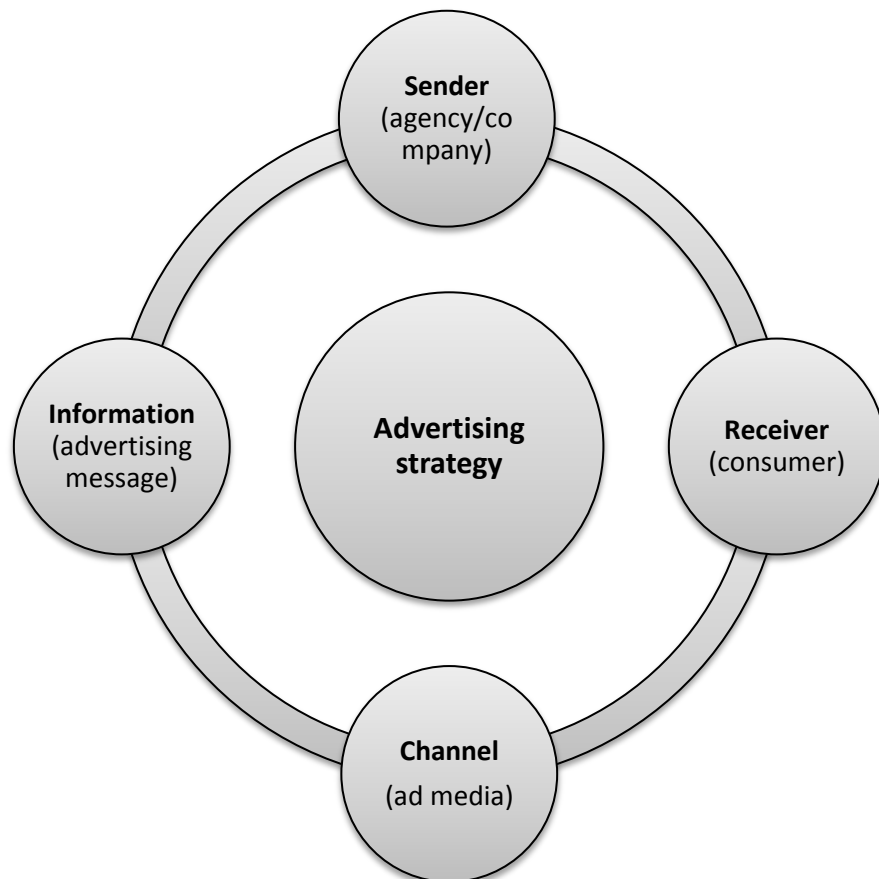 Sender
(agency/co
mpany)
Information
(advertising
message)
Advertising
strategy
Receiver
(consumer)
Channel
(ad media)